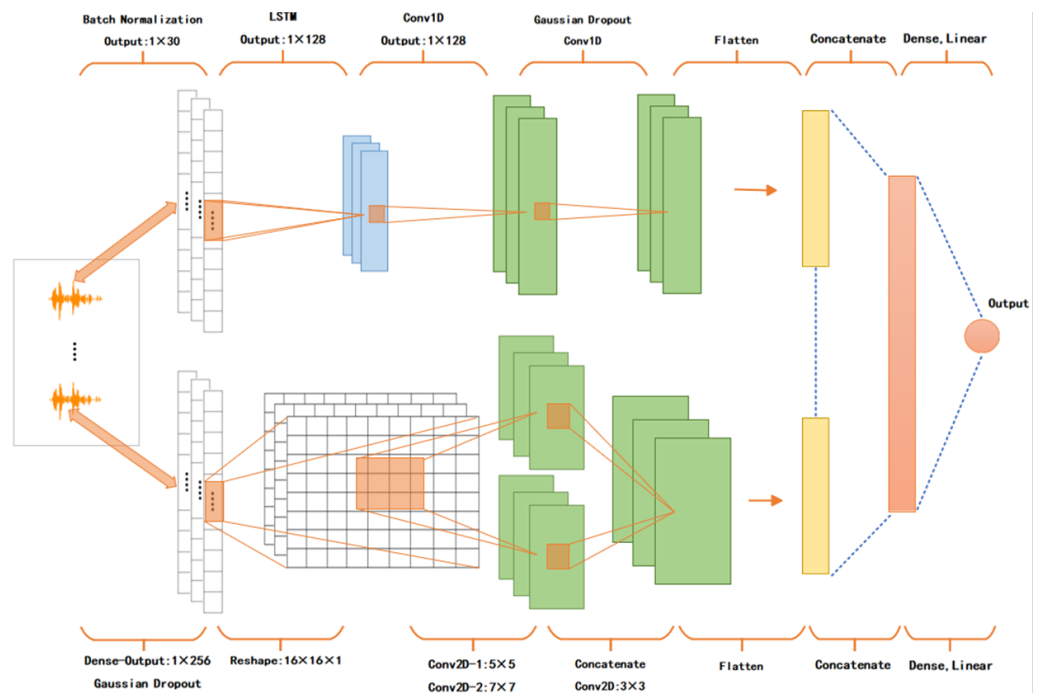 Batch Normalization
Output:1×30
LSTM
Output:1×128
Conv1D
Output:1×128
Gaussian Dropout
Conv1D
Flatten
Concatenate
Dense,Linear
Output
Dense-Output:1×256
Gaussian Dropout
Reshape:16×16×1
Conv2D-1:5×5
Conv2D-2:7×7
Concatenate
Conv2D:3×3
Flatten
Concatenate
Dense,Linear